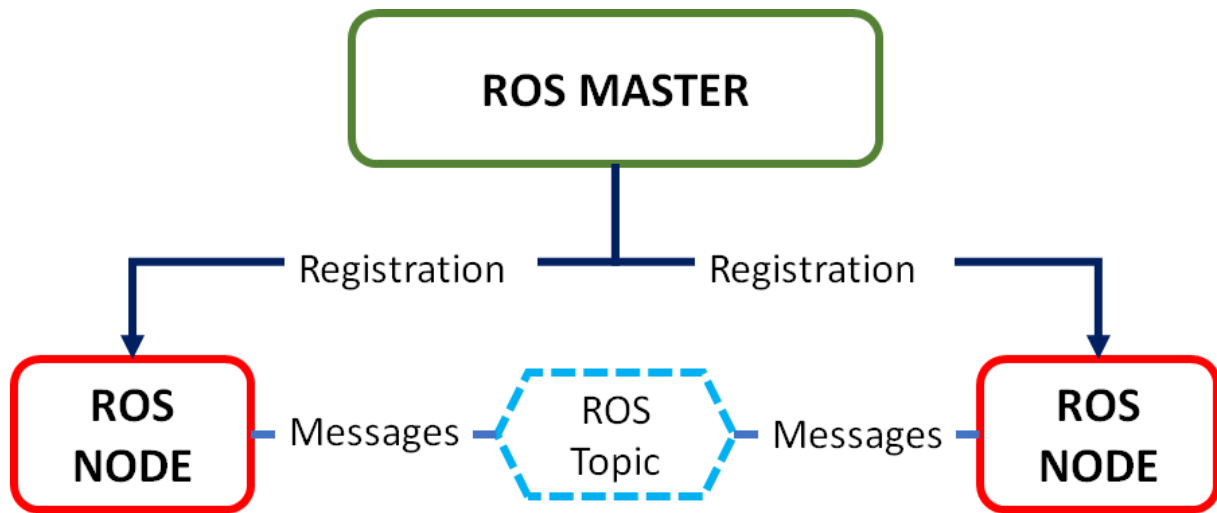 ROS MASTER
Registration
Registration
ROS
NODE
Messages
ROS
Topic
Messages
ROS
NODE